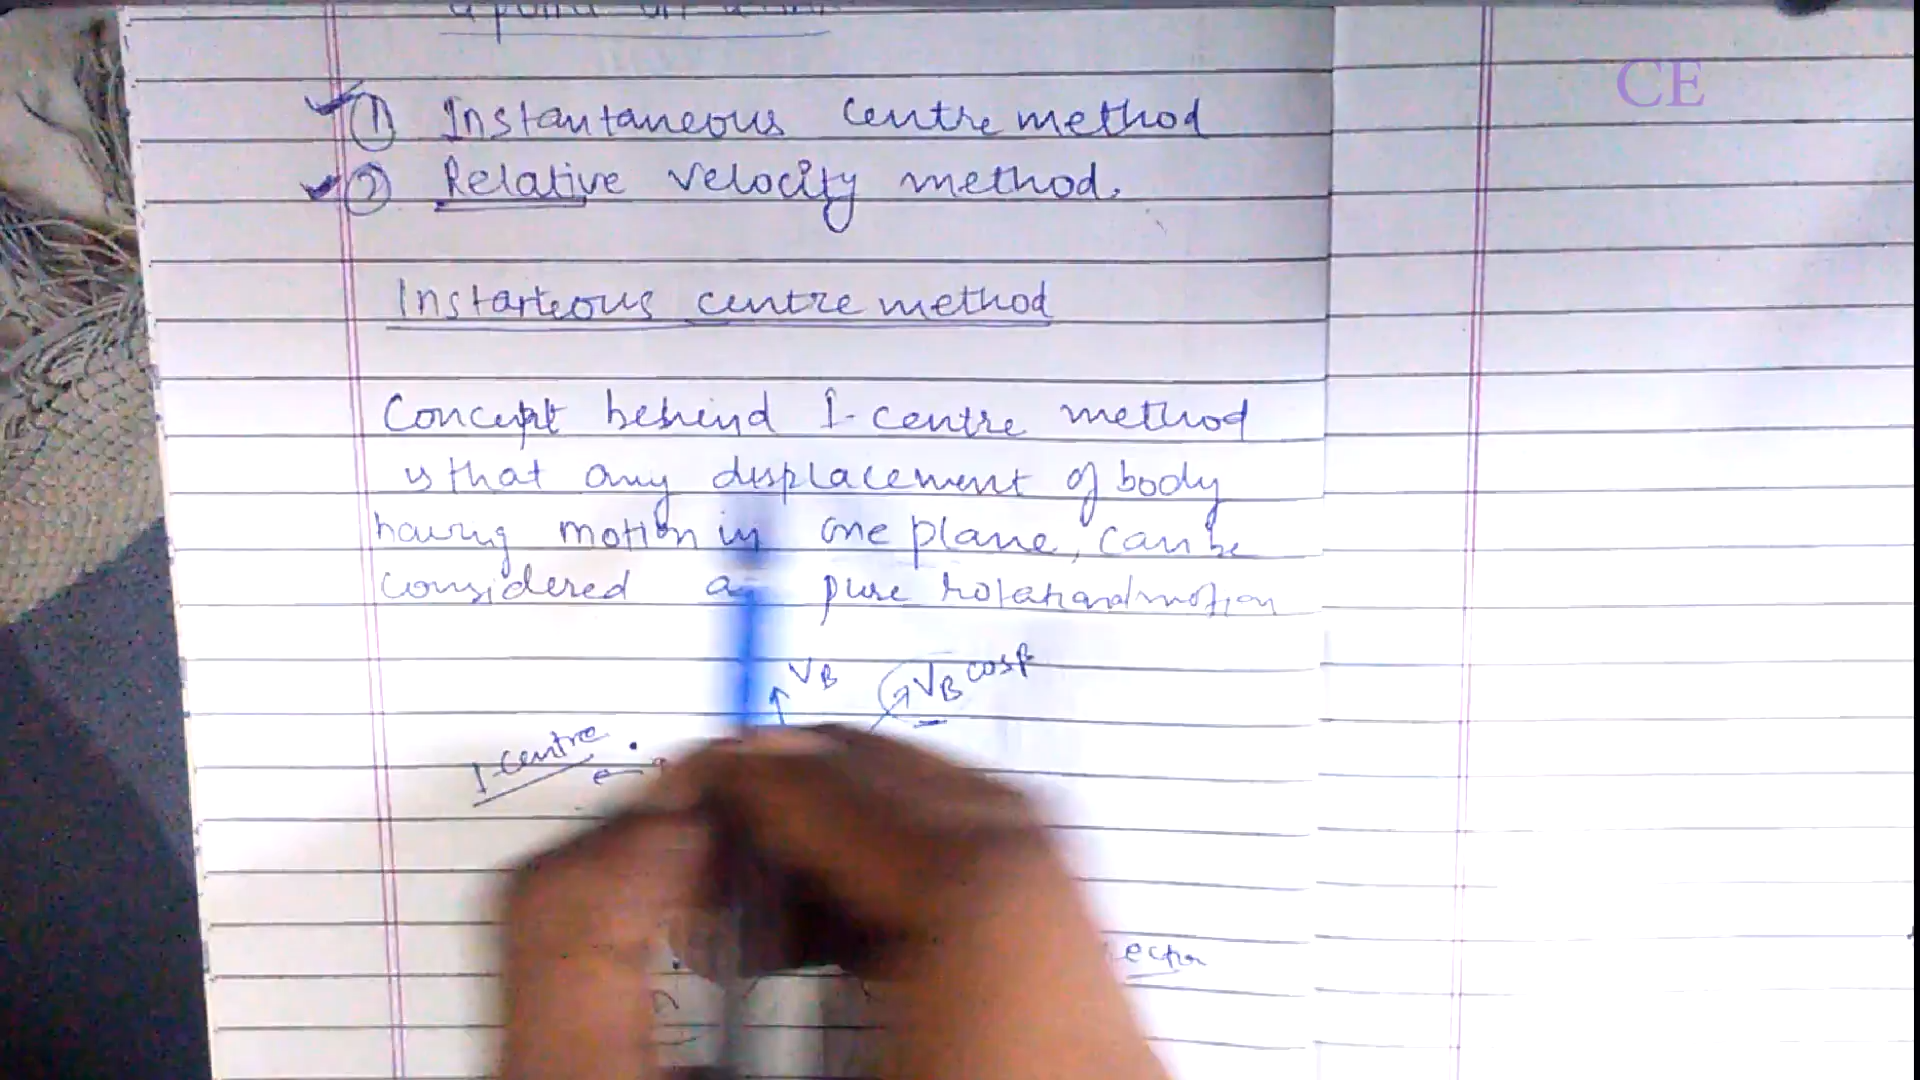 CE
① Instantaneous centre method
② Relative velocity method.
Instanteous centre method
Concept behind I-centre method
is that any displacement of body
having motion in one plane, can be
considered as pure rotational motion
VB
VB cosβ
I-centre